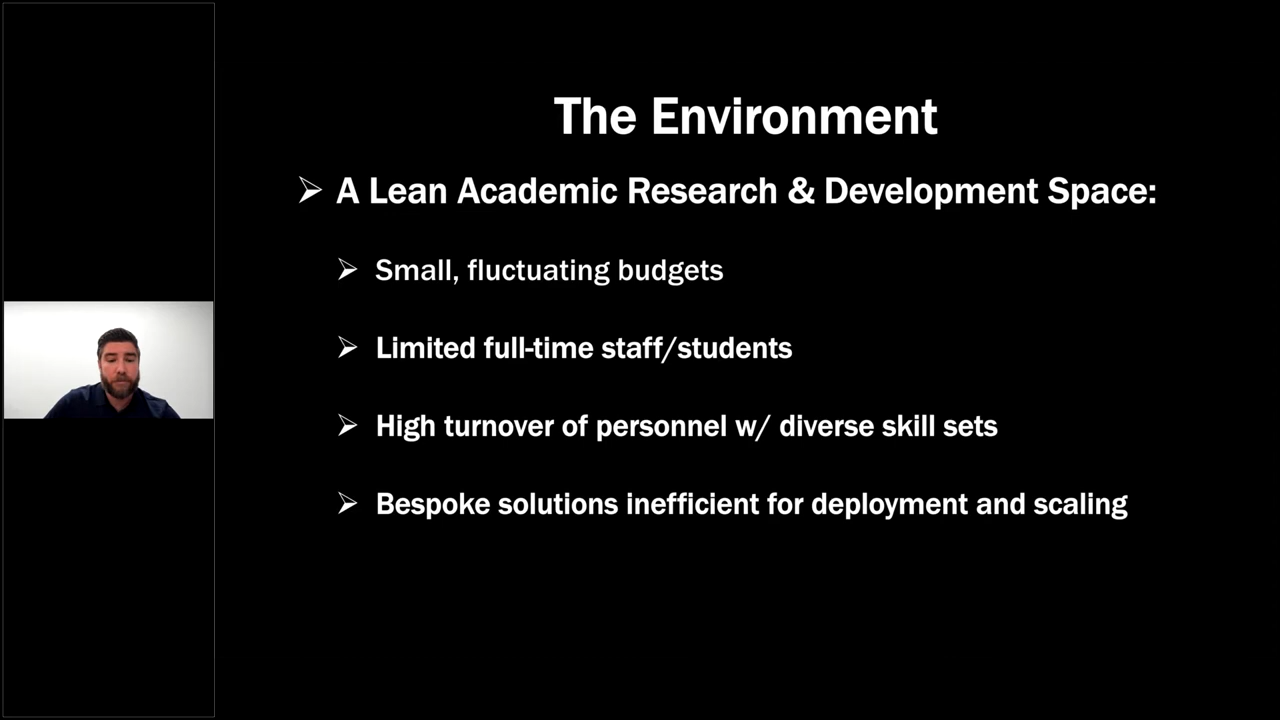 The Environment
A Lean Academic Research & Development Space:
Small, fluctuating budgets
Limited full-time staff/students
High turnover of personnel w/ diverse skill sets
Bespoke solutions inefficient for deployment and scaling